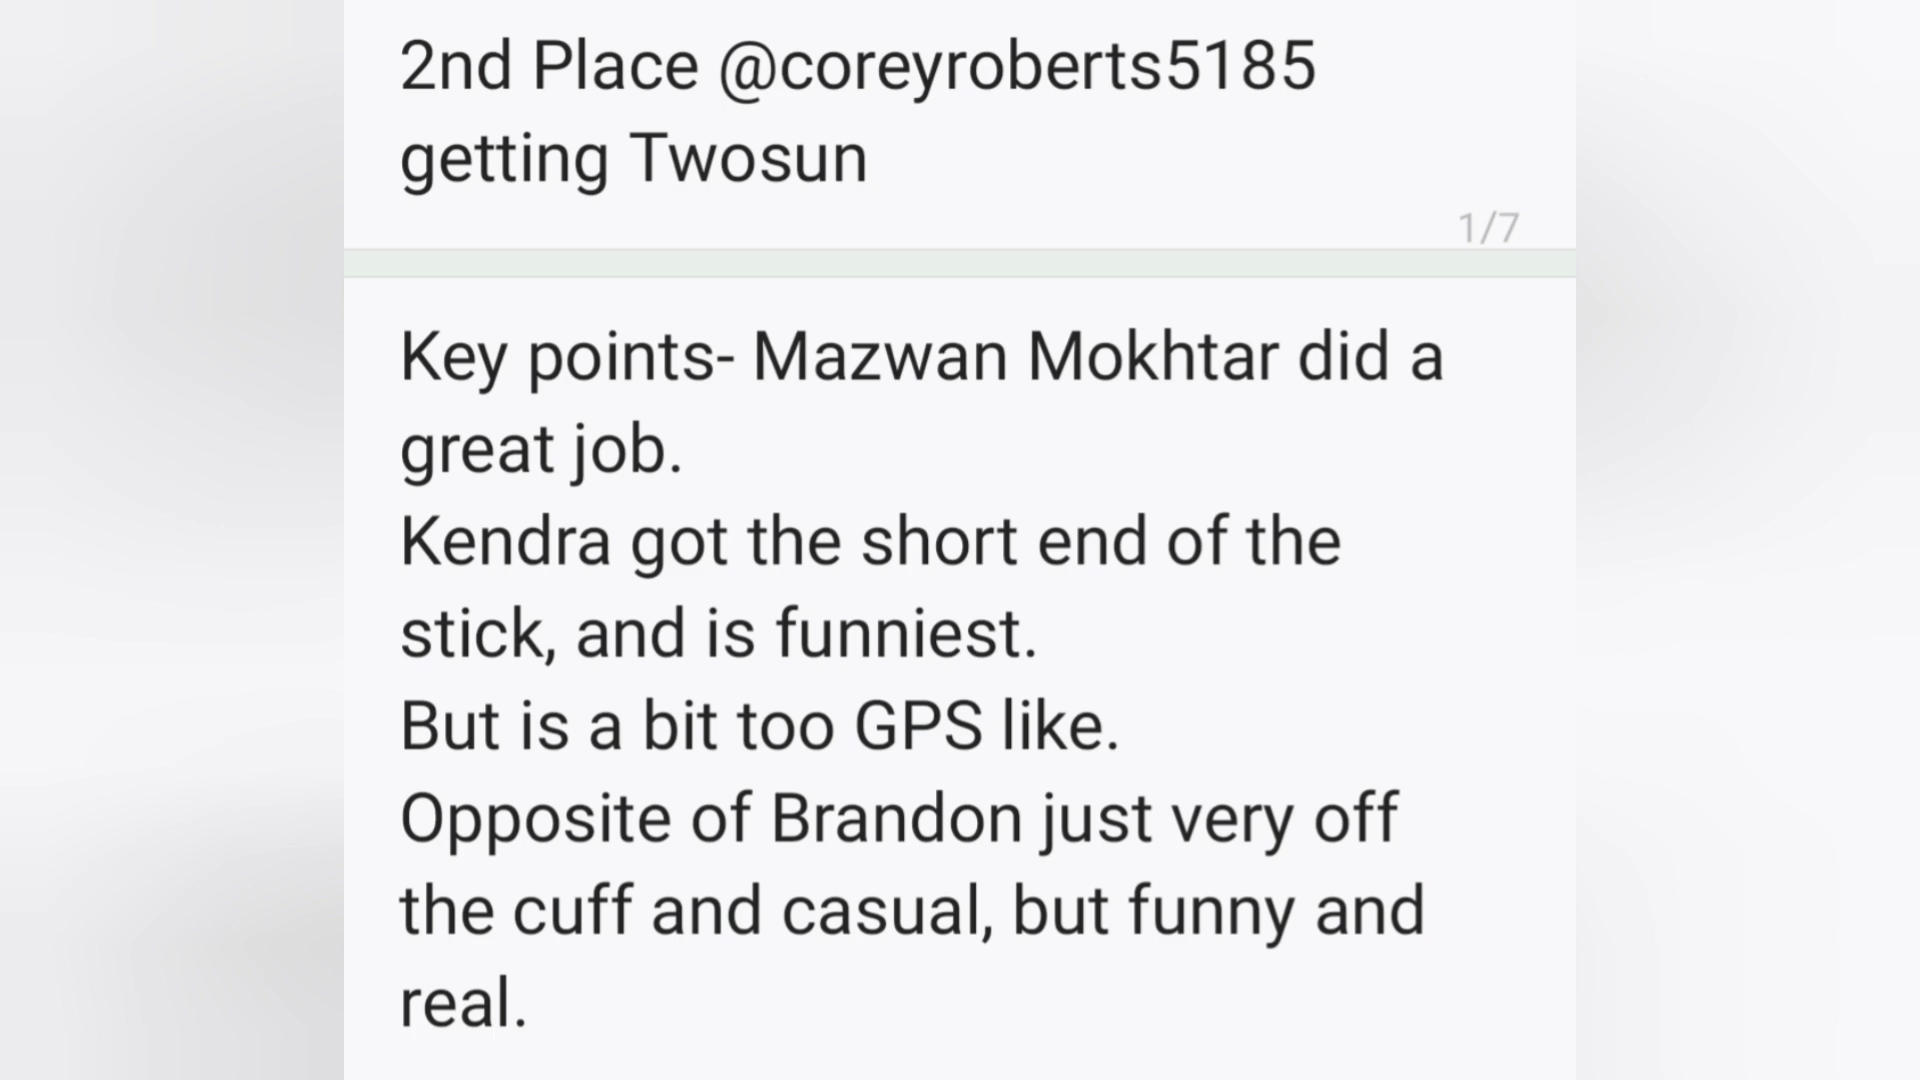 2nd Place @coreyroberts5185
getting Twosun
1/7
Key points- Mazwan Mokhtar did a
great job.
Kendra got the short end of the
stick, and is funniest.
But is a bit too GPS like.
Opposite of Brandon just very off
the cuff and casual, but funny and
real.